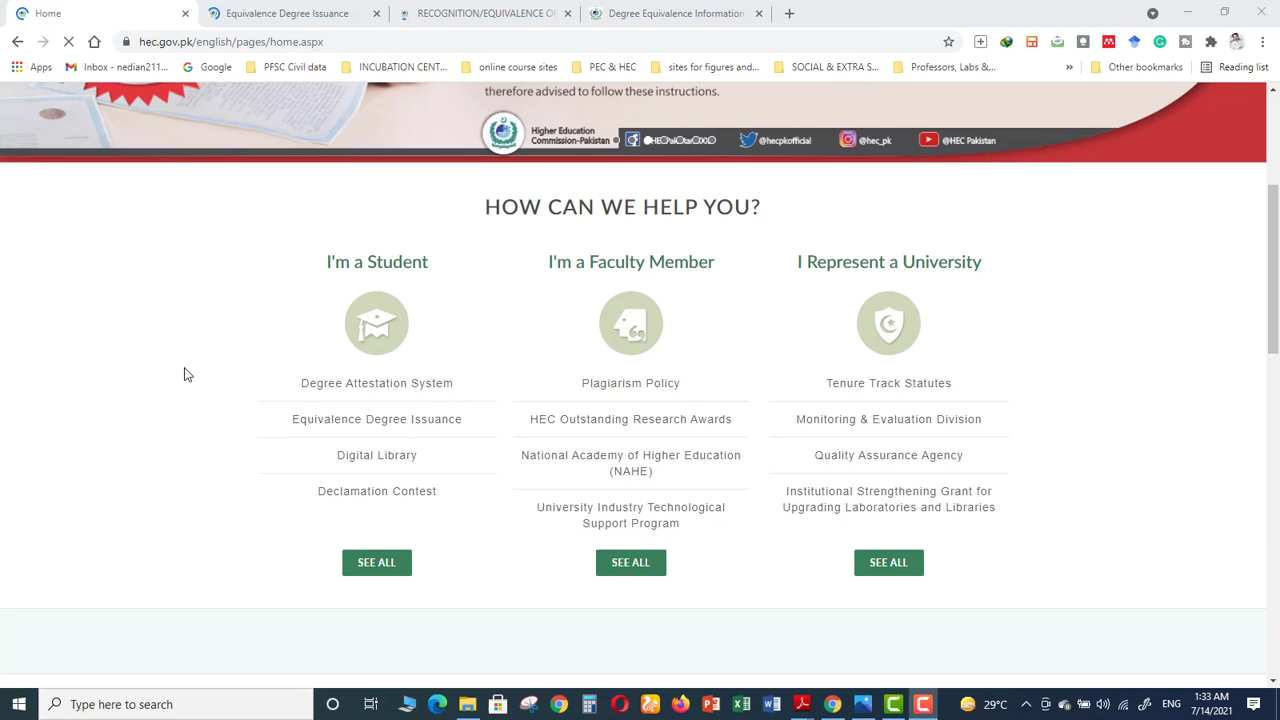 Home
Equivalence Degree Issuance
RECOGNITION/EQUIVALENCE OF
Degree Equivalence Information
hec.gov.pk/english/pages/home.aspx
Apps
Inbox - nedian211...
Google
PFSC Civil data
INCUBATION CENT...
online course sites
PEC & HEC
sites for figures and...
SOCIAL & EXTRA S...
Professors, Labs &...
»
Other bookmarks
Reading list
therefore advised to follow these instructions.
Higher Education
Commission-Pakistan
@hecpkofficial
@hec_pk
@HEC Pakistan
HOW CAN WE HELP YOU?
I'm a Student
Degree Attestation System
Equivalence Degree Issuance
Digital Library
Declamation Contest
SEE ALL
I'm a Faculty Member
Plagiarism Policy
HEC Outstanding Research Awards
National Academy of Higher Education
(NAHE)
University Industry Technological
Support Program
SEE ALL
I Represent a University
Tenure Track Statutes
Monitoring & Evaluation Division
Quality Assurance Agency
Institutional Strengthening Grant for
Upgrading Laboratories and Libraries
SEE ALL
Type here to search
29°C
ENG
1:33 AM
7/14/2021